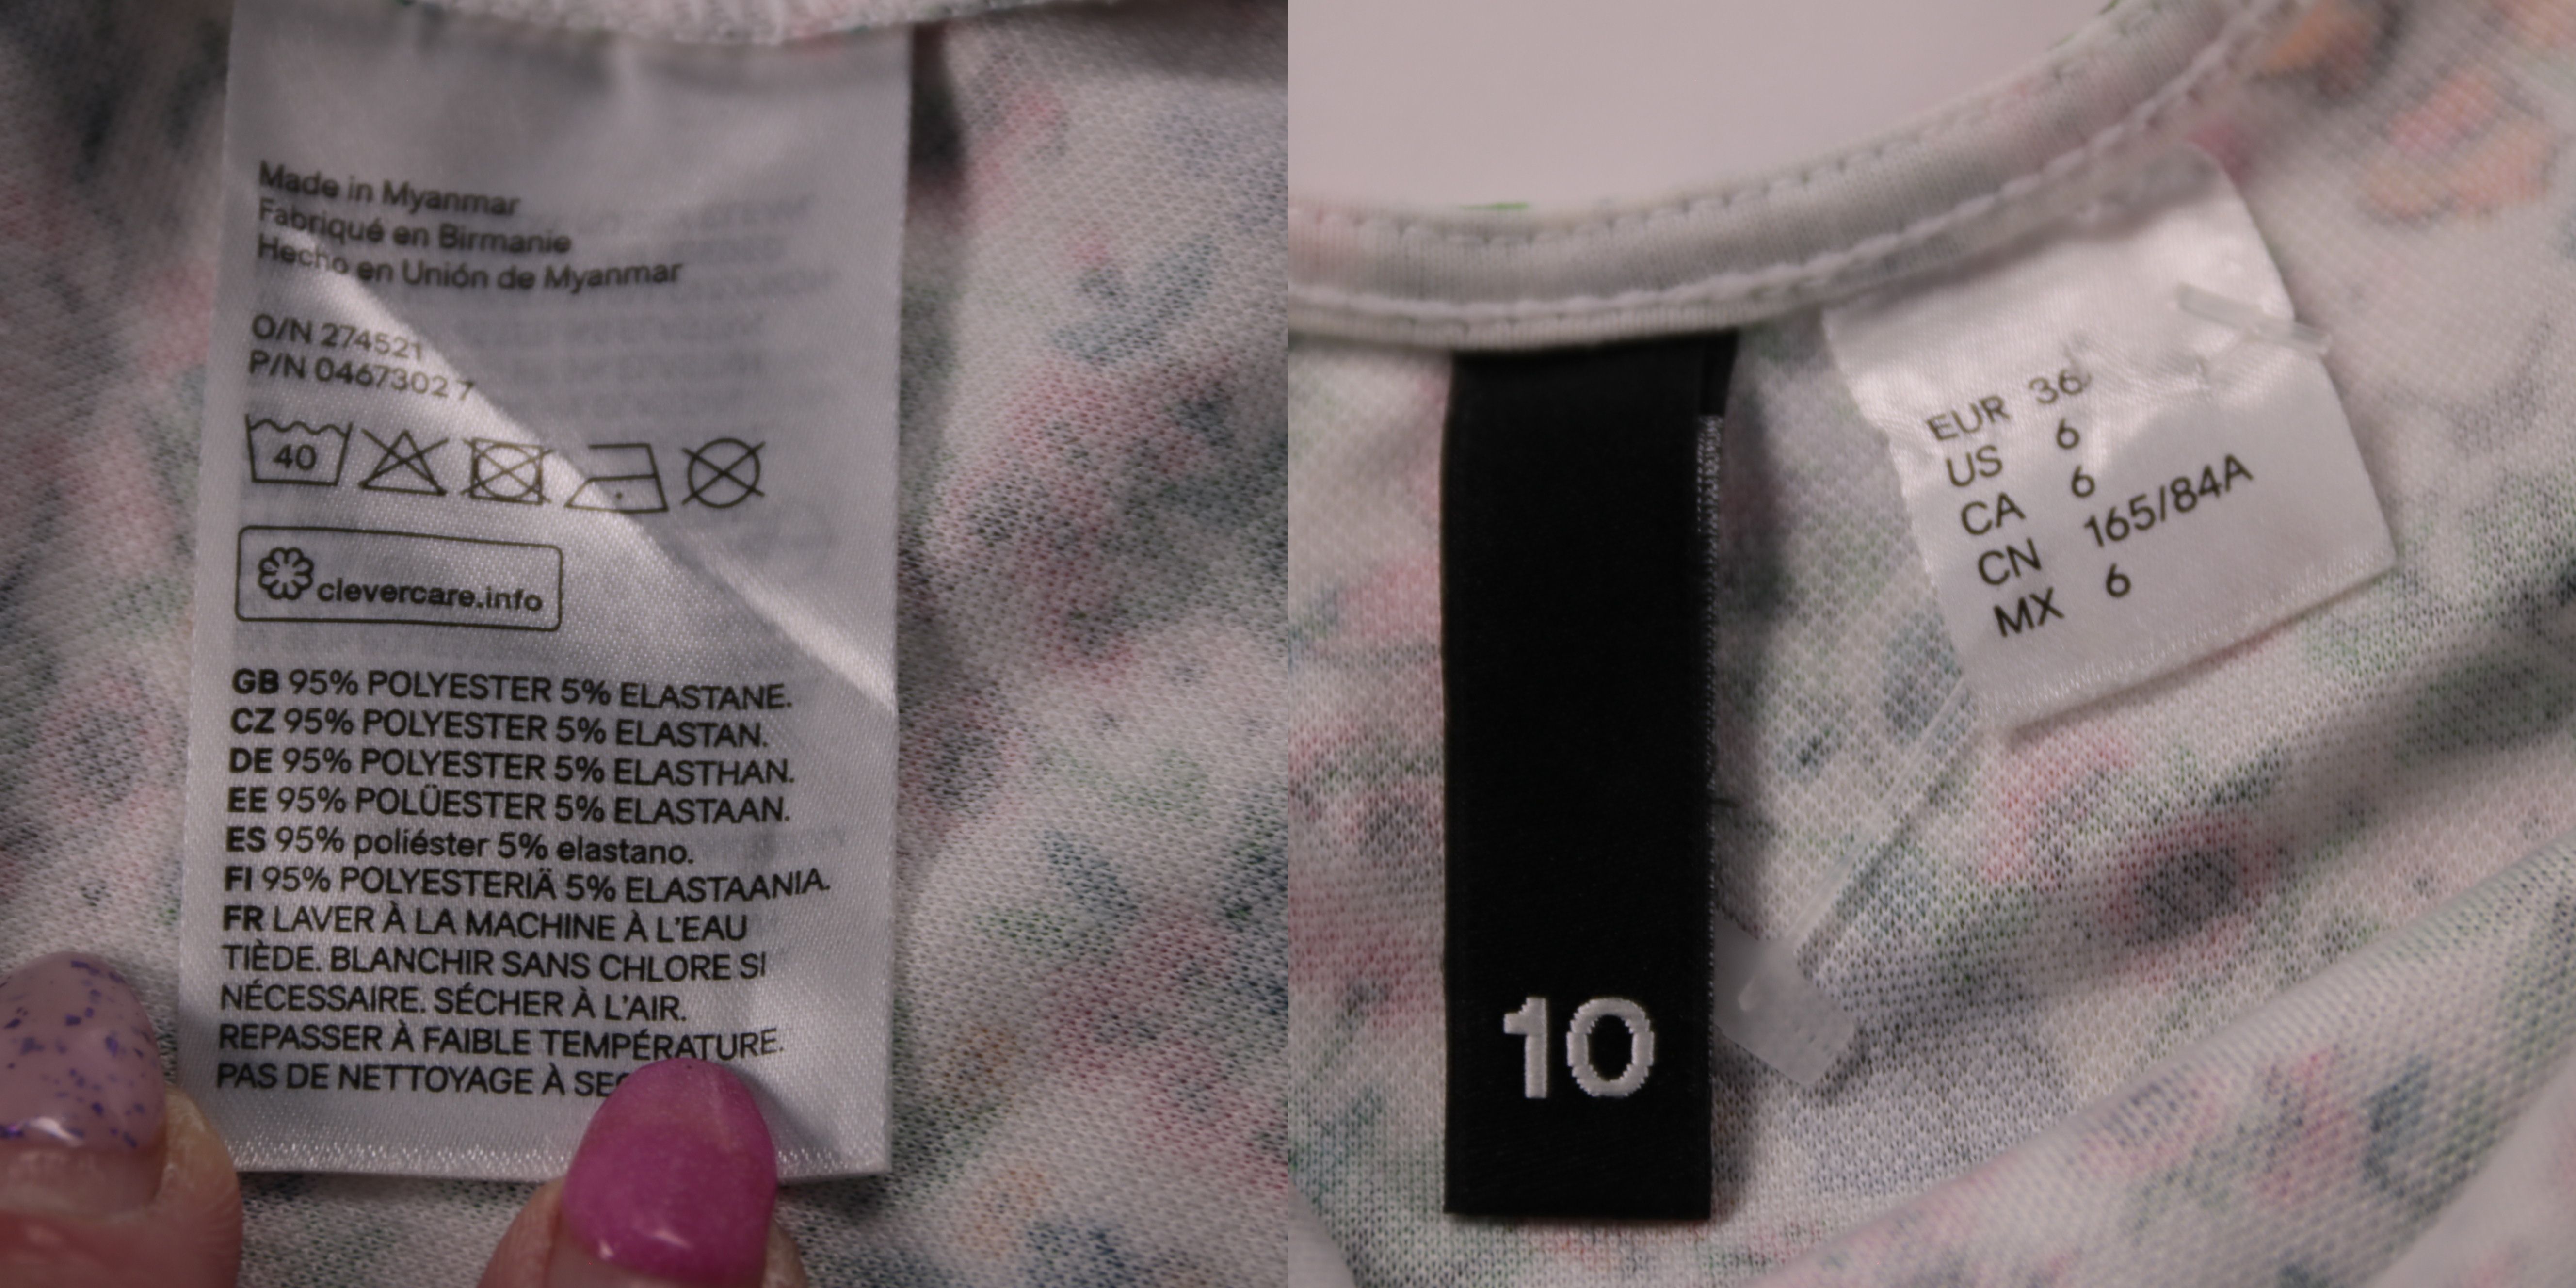 Made in Myanmar
Fabriqué en Birmanie
Hecho en Unión de Myanmar
O/N 274521
P/N 0467302 7
40
clevercare.info
GB 95% POLYESTER 5% ELASTANE.
CZ 95% POLYESTER 5% ELASTAN.
DE 95% POLYESTER 5% ELASTHAN.
EE 95% POLÜESTER 5% ELASTAAN.
ES 95% poliéster 5% elastano.
FI 95% POLYESTERIÄ 5% ELASTAANIA.
FR LAVER À LA MACHINE À L'EAU
TIÈDE. BLANCHIR SANS CHLORE SI
NÉCESSAIRE. SÉCHER À L'AIR.
REPASSER À FAIBLE TEMPÉRATURE.
PAS DE NETTOYAGE À
10
EUR 36
US 6
CA 6
CN 165/84A
MX 6